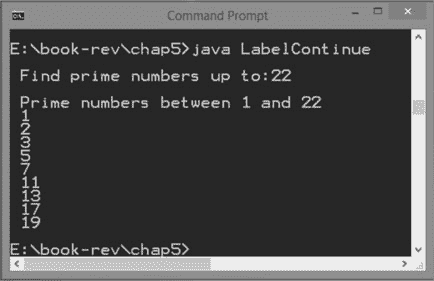 Command Prompt
E:\book-rev\chap5>java LabelContinue
Find prime numbers up to:22
Prime numbers between 1 and 22
1
2
3
5
7
11
13
17
19
E:\book-rev\chap5>